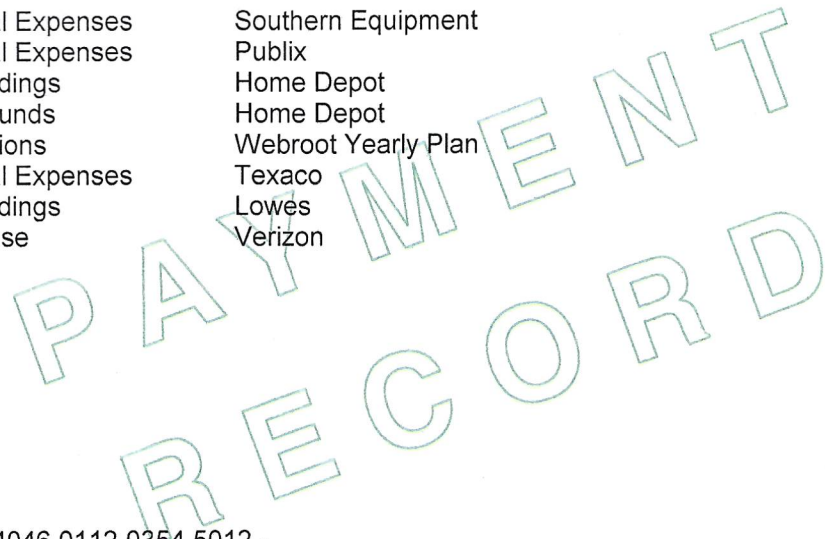 l Expenses Southern Equipment
l Expenses Publix
dings Home Depot
unds Home Depot
ions Webroot Yearly Plan
l Expenses Texaco
dings Lowes
se Verizon
PAYMENT
RECORD
4046 0112 0354 5012